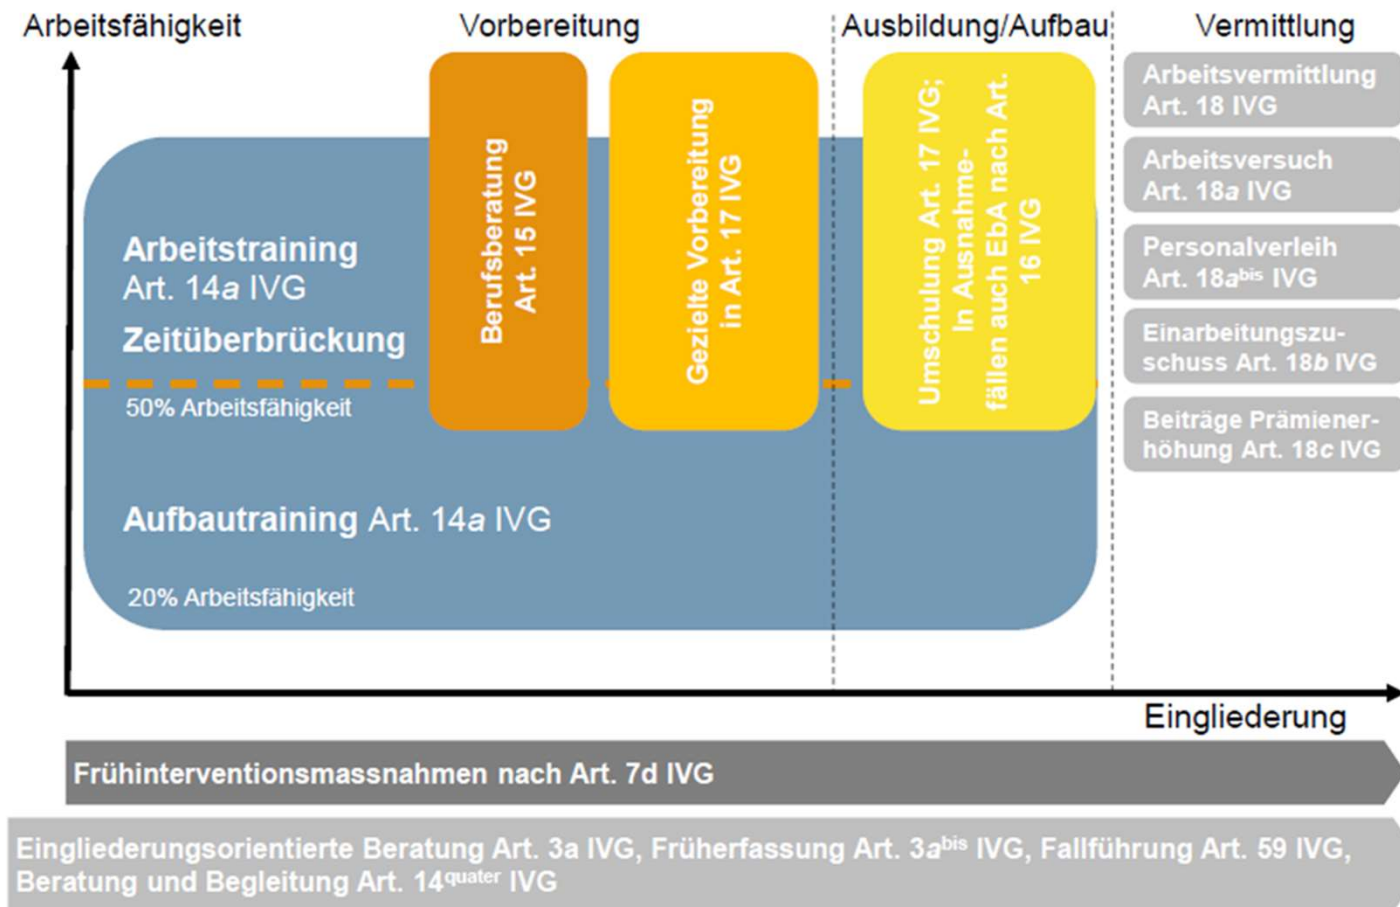 Arbeitsfähigkeit
Vorbereitung
Ausbildung/Aufbau
Vermittlung
Arbeitstraining
Art. 14a IVG
Zeitüberbrückung
50% Arbeitsfähigkeit
Aufbautraining Art. 14a IVG
20% Arbeitsfähigkeit
Berufsberatung
Art. 15 IVG
Gezielte Vorbereitung
in Art. 17 IVG
Umschulung Art. 17 IVG;
In Ausnahme-
fällen auch EbA nach Art.
16 IVG
Arbeitsvermittlung
Art. 18 IVG
Arbeitsversuch
Art. 18a IVG
Personalverleih
Art. 18abis IVG
Einarbeitungszu-
schuss Art. 18b IVG
Beiträge Prämiener-
höhung Art. 18c IVG
Eingliederung
Frühinterventionsmassnahmen nach Art. 7d IVG
Eingliederungsorientierte Beratung Art. 3a IVG, Früherfassung Art. 3abis IVG, Fallführung Art. 59 IVG,
Beratung und Begleitung Art. 14quater IVG